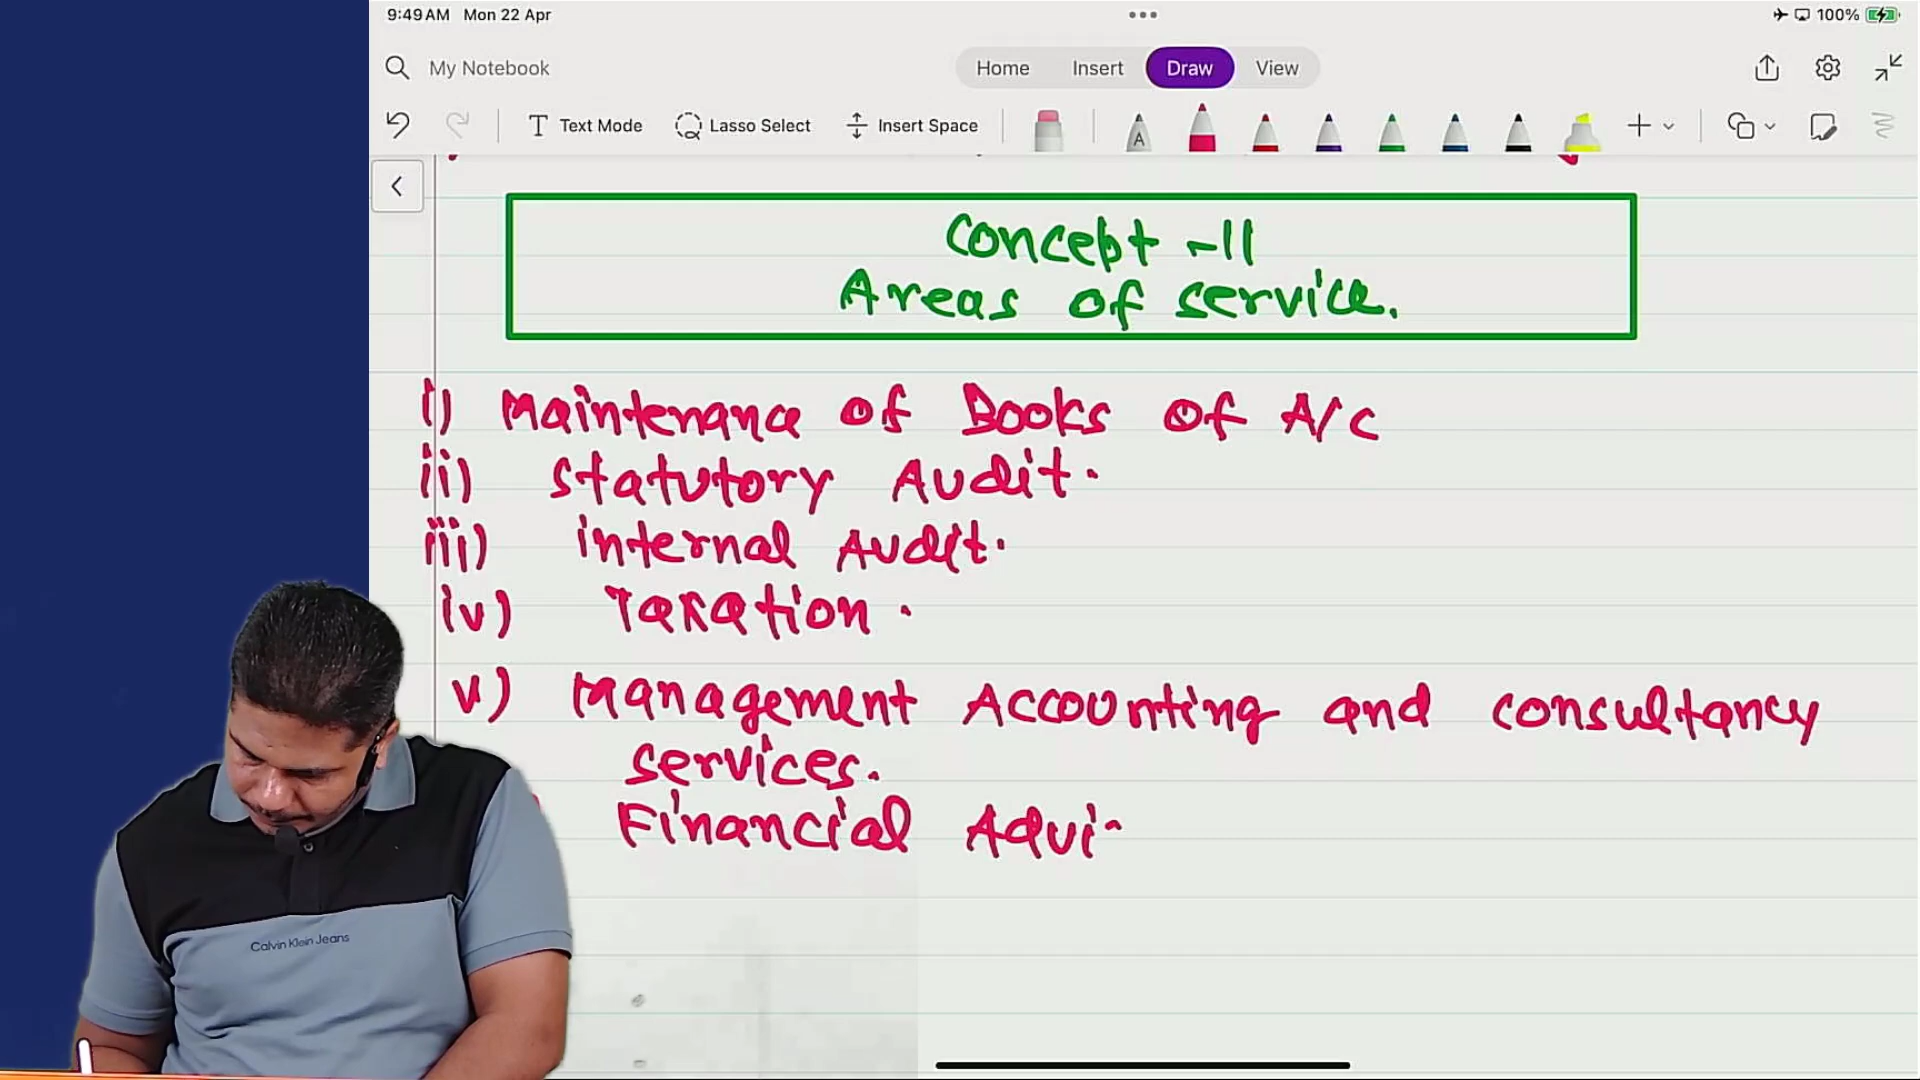 9:49 AM Mon 22 Apr
100%
My Notebook
Home Insert Draw View
Text Mode Lasso Select Insert Space
A
Concept -11
Areas of service.
i) Maintenance of Books of A/c
ii) Statutory Audit.
iii) internal Audit.
iv) Taxation.
v) Management Accounting and consultancy
services.
Financial Advi
Calvin Klein Jeans